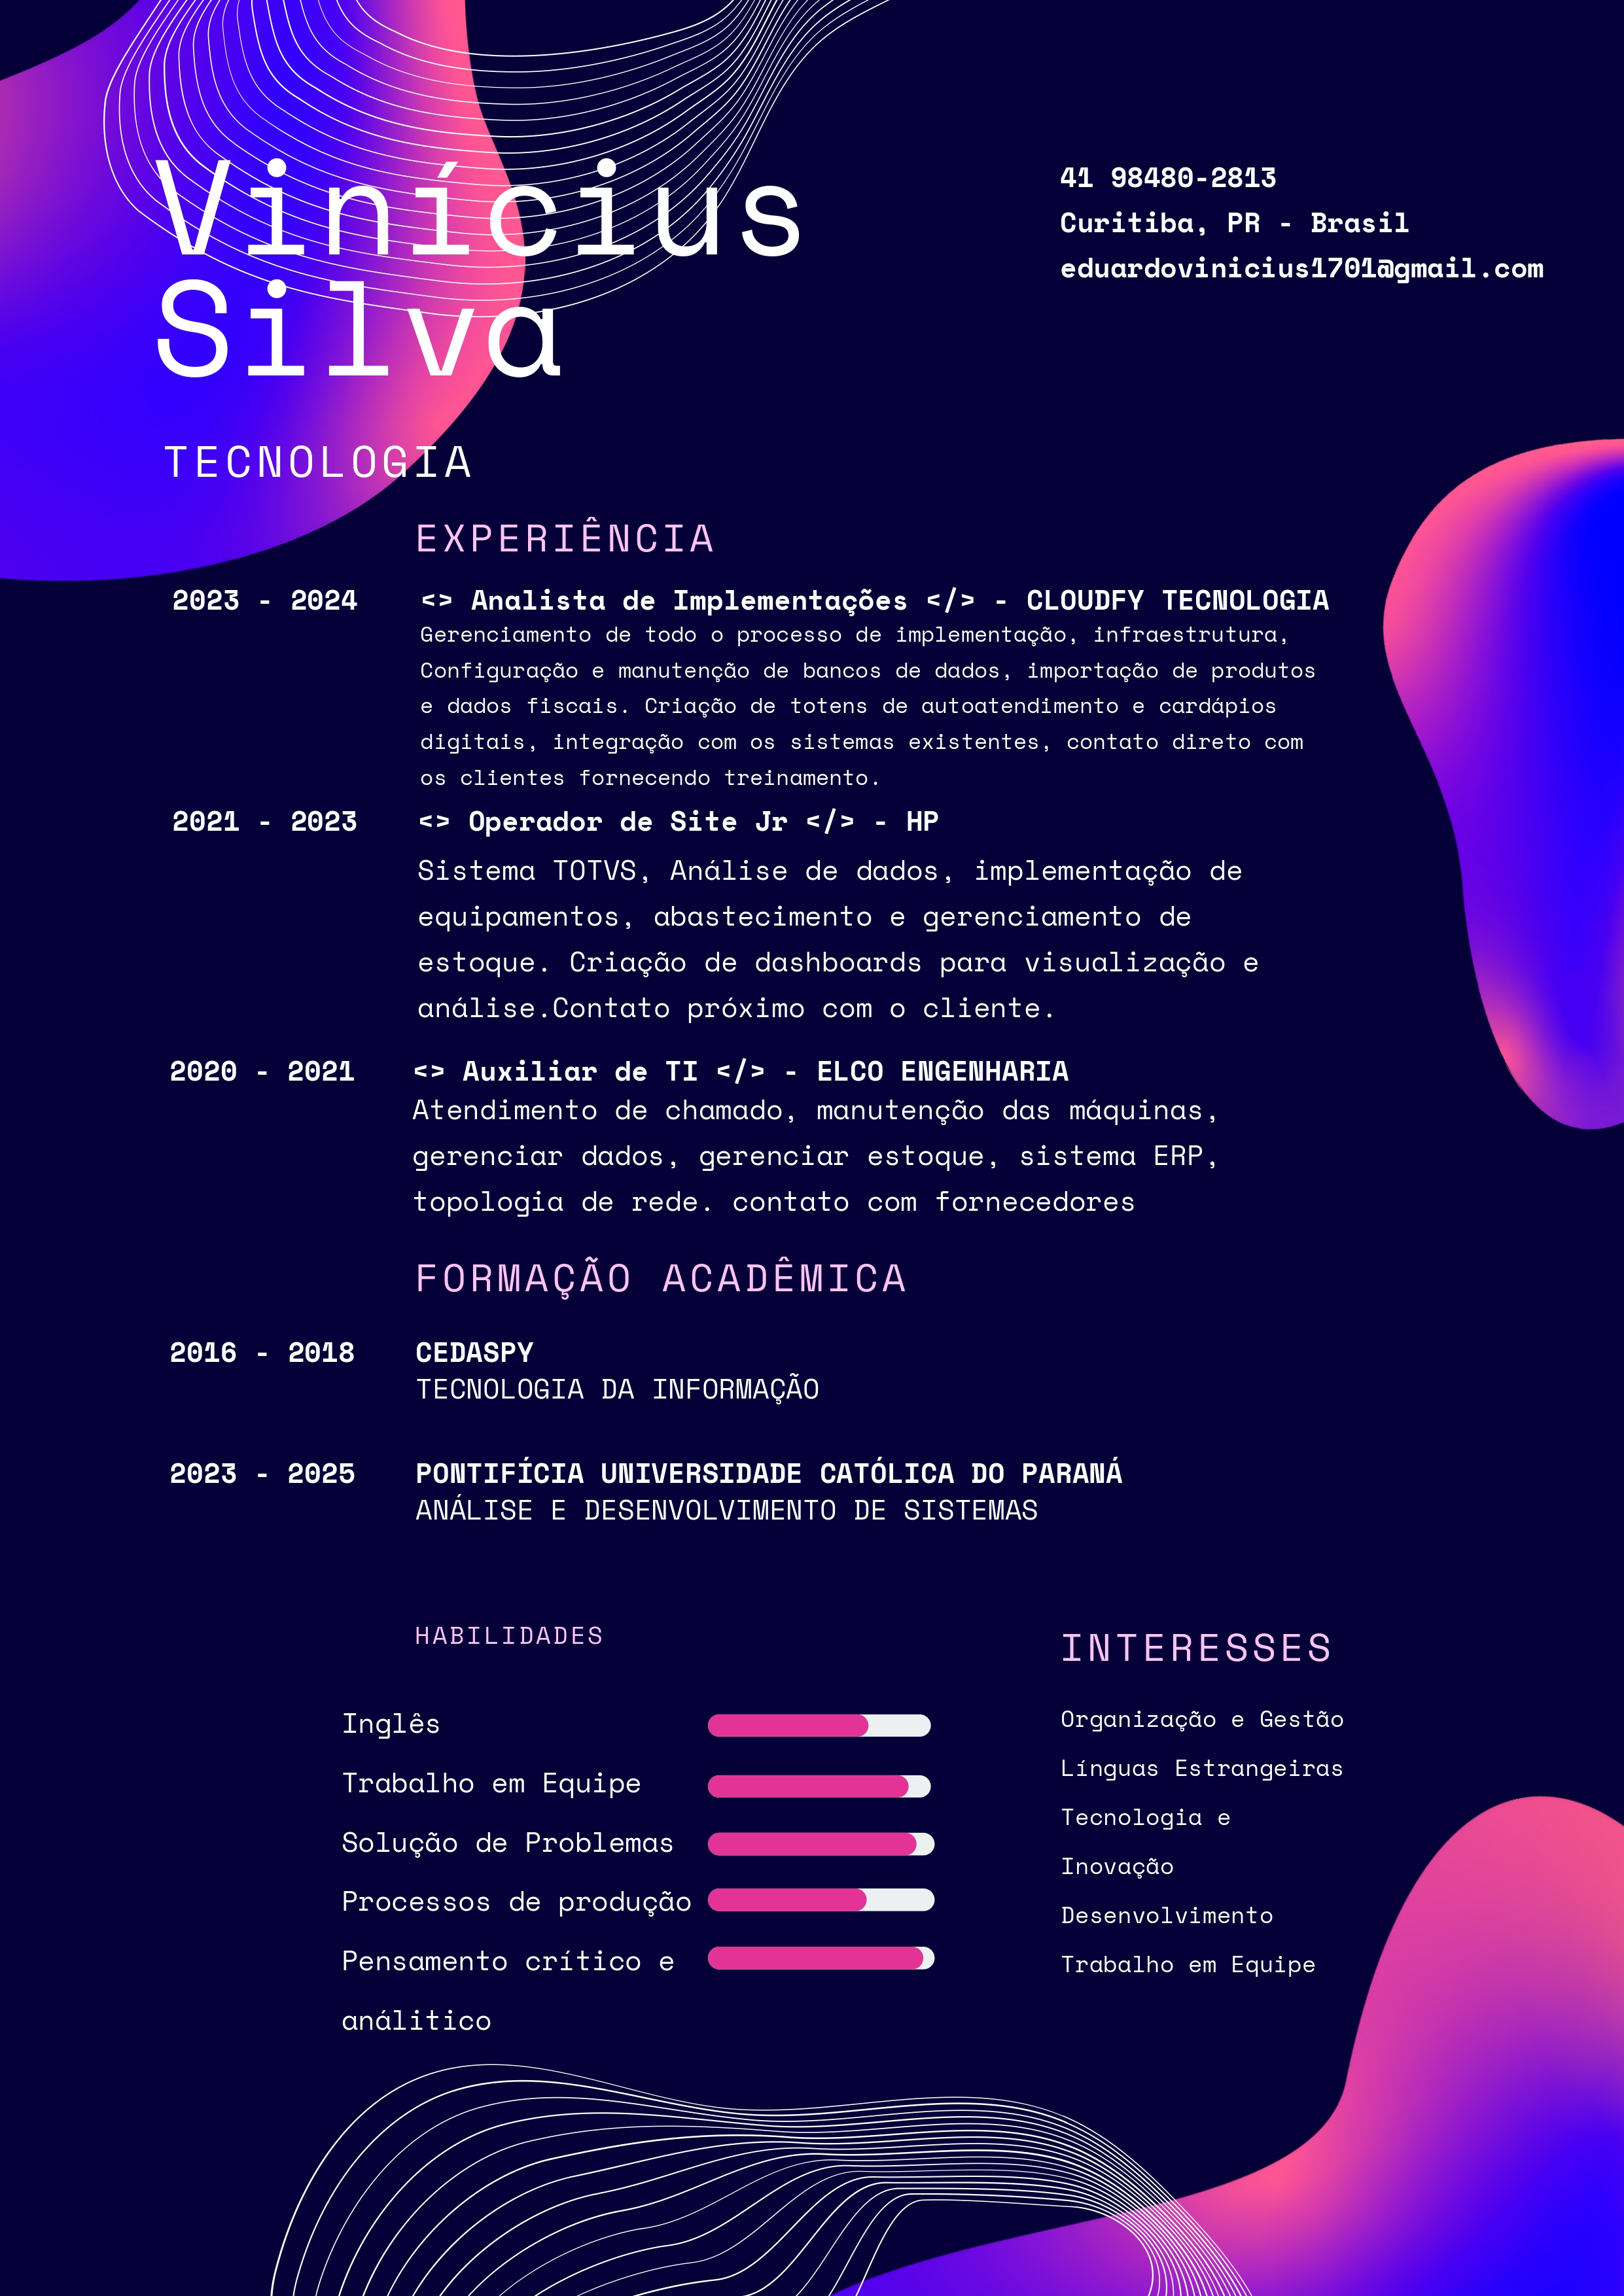 Vinícius
Silva
TECNOLOGIA
41 98480-2813
Curitiba, PR - Brasil
eduardovinicius1701@gmail.com
EXPERIÊNCIA
2023 - 2024 <> Analista de Implementações </> - CLOUDFY TECNOLOGIA
Gerenciamento de todo o processo de implementação, infraestrutura,
Configuração e manutenção de bancos de dados, importação de produtos
e dados fiscais. Criação de totens de autoatendimento e cardápios
digitais, integração com os sistemas existentes, contato direto com
os clientes fornecendo treinamento.
2021 - 2023 <> Operador de Site Jr </> - HP
Sistema TOTVS, Análise de dados, implementação de
equipamentos, abastecimento e gerenciamento de
estoque. Criação de dashboards para visualização e
análise.Contato próximo com o cliente.
2020 - 2021 <> Auxiliar de TI </> - ELCO ENGENHARIA
Atendimento de chamado, manutenção das máquinas,
gerenciar dados, gerenciar estoque, sistema ERP,
topologia de rede. contato com fornecedores
FORMAÇÃO ACADÊMICA
2016 - 2018 CEDASPY
TECNOLOGIA DA INFORMAÇÃO
2023 - 2025 PONTIFÍCIA UNIVERSIDADE CATÓLICA DO PARANÁ
ANÁLISE E DESENVOLVIMENTO DE SISTEMAS
HABILIDADES
Inglês
Trabalho em Equipe
Solução de Problemas
Processos de produção
Pensamento crítico e
análitico
INTERESSES
Organização e Gestão
Línguas Estrangeiras
Tecnologia e
Inovação
Desenvolvimento
Trabalho em Equipe